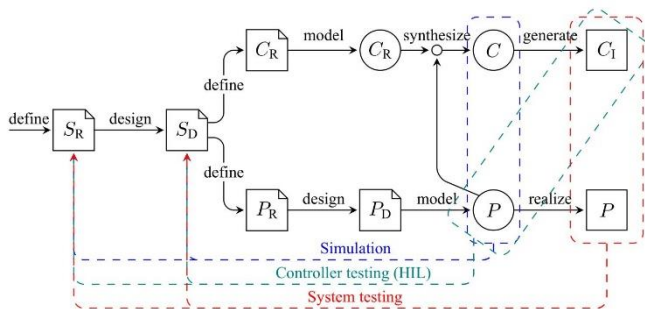 C_R
model
C_R
synthesize
C
generate
C_I
define
define
S_R
design
S_D
define
P_R
design
P_D
model
P
realize
P
Simulation
Controller testing (HIL)
System testing